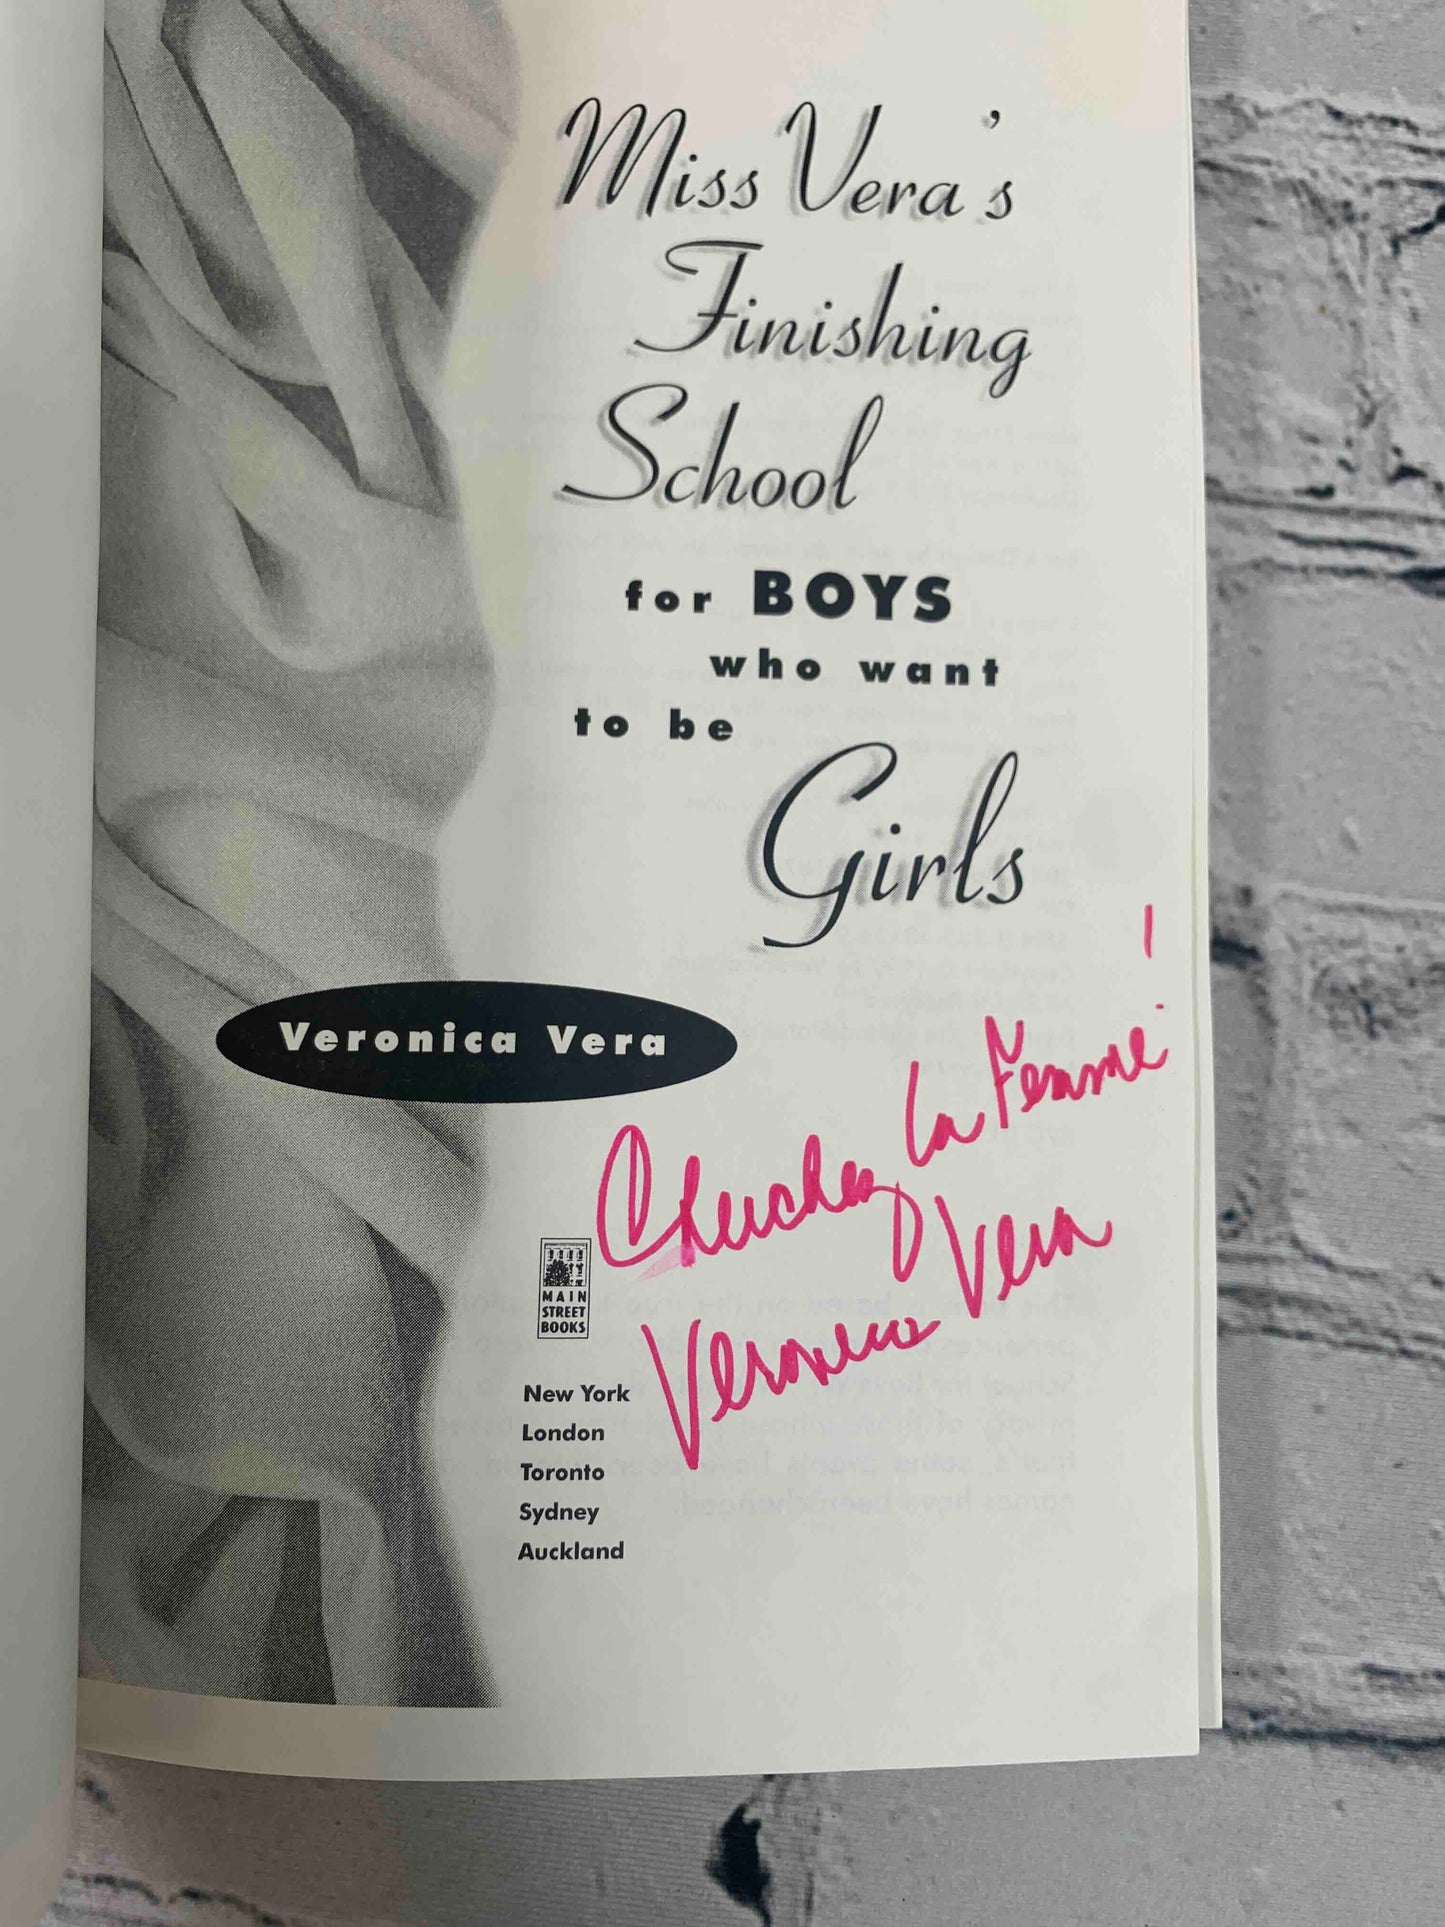 Miss Vera's
Finishing
School
for BOYS
who want
to be
Girls
Veronica Vera
Cherchez La Femme!
Veronica Vera
MAIN
STREET
BOOKS
New York
London
Toronto
Sydney
Auckland